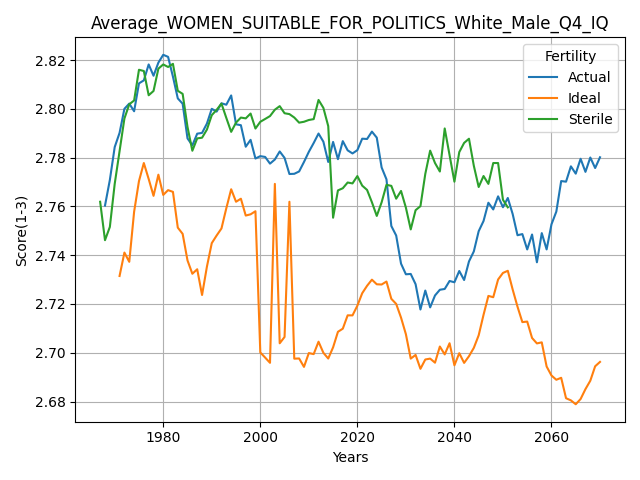 Average_WOMEN_SUITABLE_FOR_POLITICS_White_Male_Q4_IQ
Fertility
Actual
Ideal
Sterile
2.82
2.80
2.78
2.76
2.74
2.72
2.70
2.68
Score(1-3)
1980 2000 2020 2040 2060
Years